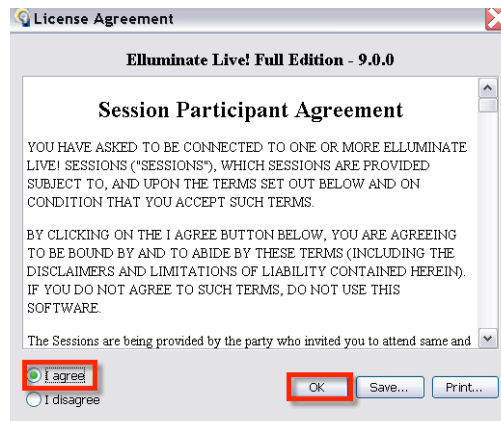 License Agreement
Elluminate Live! Full Edition - 9.0.0
Session Participant Agreement
YOU HAVE ASKED TO BE CONNECTED TO ONE OR MORE ELLUMINATE
LIVE! SESSIONS ("SESSIONS"), WHICH SESSIONS ARE PROVIDED
SUBJECT TO, AND UPON THE TERMS SET OUT BELOW AND ON
CONDITION THAT YOU ACCEPT SUCH TERMS.
BY CLICKING ON THE I AGREE BUTTON BELOW, YOU ARE AGREEING
TO BE BOUND BY AND TO ABIDE BY THESE TERMS (INCLUDING THE
DISCLAIMERS AND LIMITATIONS OF LIABILITY CONTAINED HEREIN).
IF YOU DO NOT AGREE TO SUCH TERMS, DO NOT USE THIS
SOFTWARE.
The Sessions are being provided by the party who invited you to attend same and
I agree
OK Save... Print...
I disagree